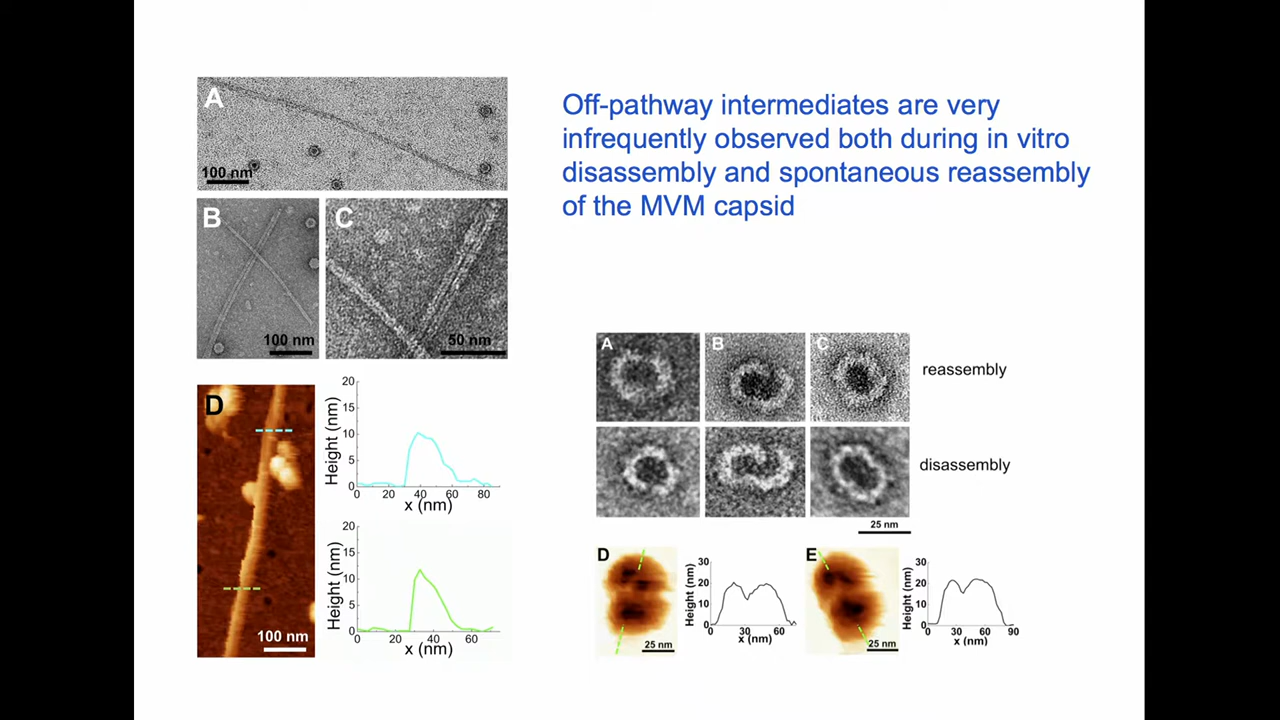 Off-pathway intermediates are very
infrequently observed both during in vitro
disassembly and spontaneous reassembly
of the MVM capsid
A
100 nm
B
100 nm
C
50 nm
D
100 nm
Height (nm)
20
15
10
5
0
0 20 40 60 80
x (nm)
Height (nm)
20
15
10
5
0
0 20 40 60
x (nm)
A B C
reassembly
disassembly
25 nm
D
25 nm
Height (nm)
30
20
10
0
0 30 60
x (nm)
E
25 nm
Height (nm)
30
20
10
0
0 30 60 90
x (nm)